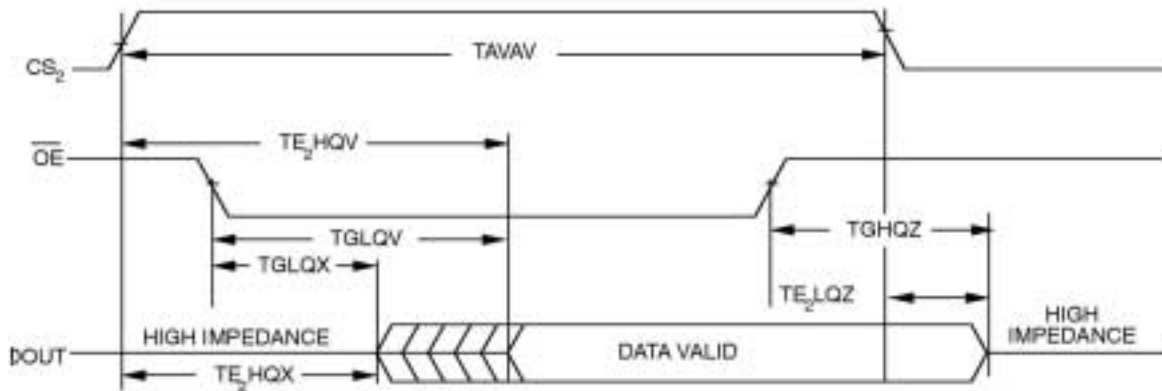 TAVAV
CS₂
TE₂HQV
OE
TGLQV
TGHQZ
TGLQX
TE₂LQZ
HIGH IMPEDANCE
DATA VALID
HIGH
IMPEDANCE
DOUT
TE₂HQX